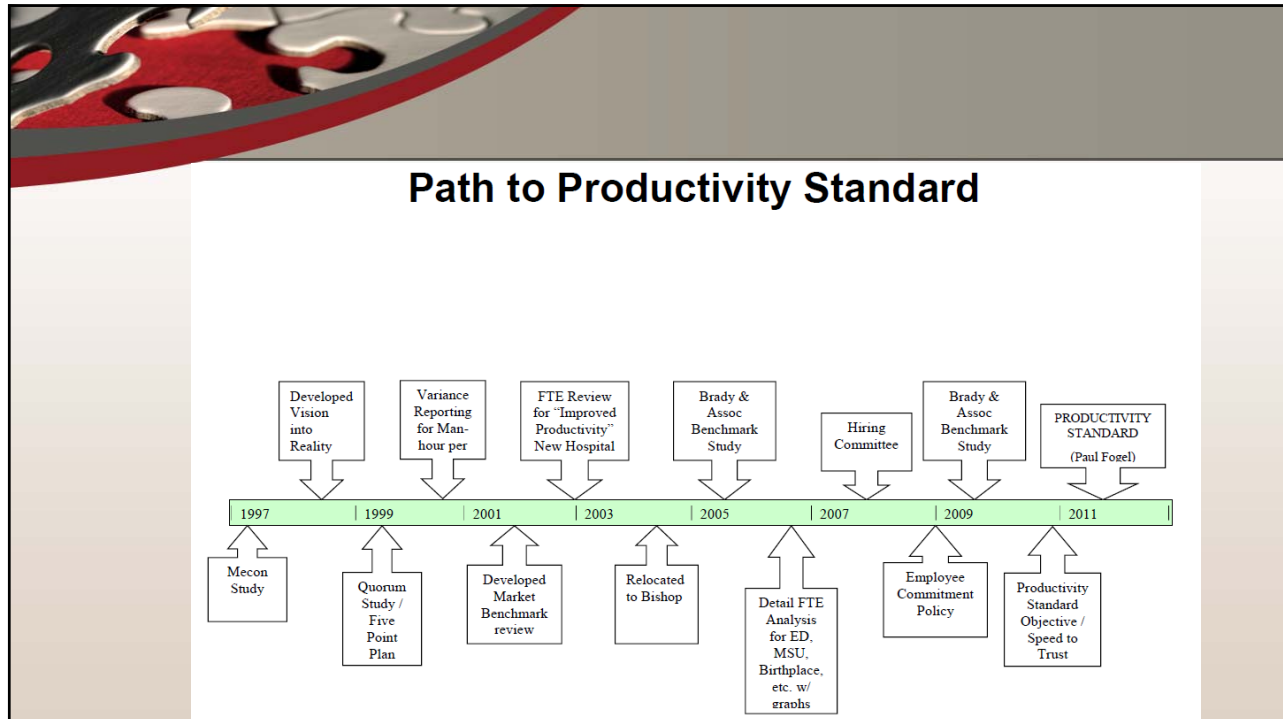 Path to Productivity Standard
Developed
Vision
into
Reality
Variance
Reporting
for Man-
hour per
FTE Review
for “Improved
Productivity”
New Hospital
Brady &
Assoc
Benchmark
Study
Hiring
Committee
Brady &
Assoc
Benchmark
Study
PRODUCTIVITY
STANDARD
(Paul Fogel)
1997
1999
2001
2003
2005
2007
2009
2011
Mecon
Study
Quorum
Study /
Five
Point
Plan
Developed
Market
Benchmark
review
Relocated
to Bishop
Detail FTE
Analysis
for ED,
MSU,
Birthplace,
etc. w/
graphs
Employee
Commitment
Policy
Productivity
Standard
Objective /
Speed to
Trust